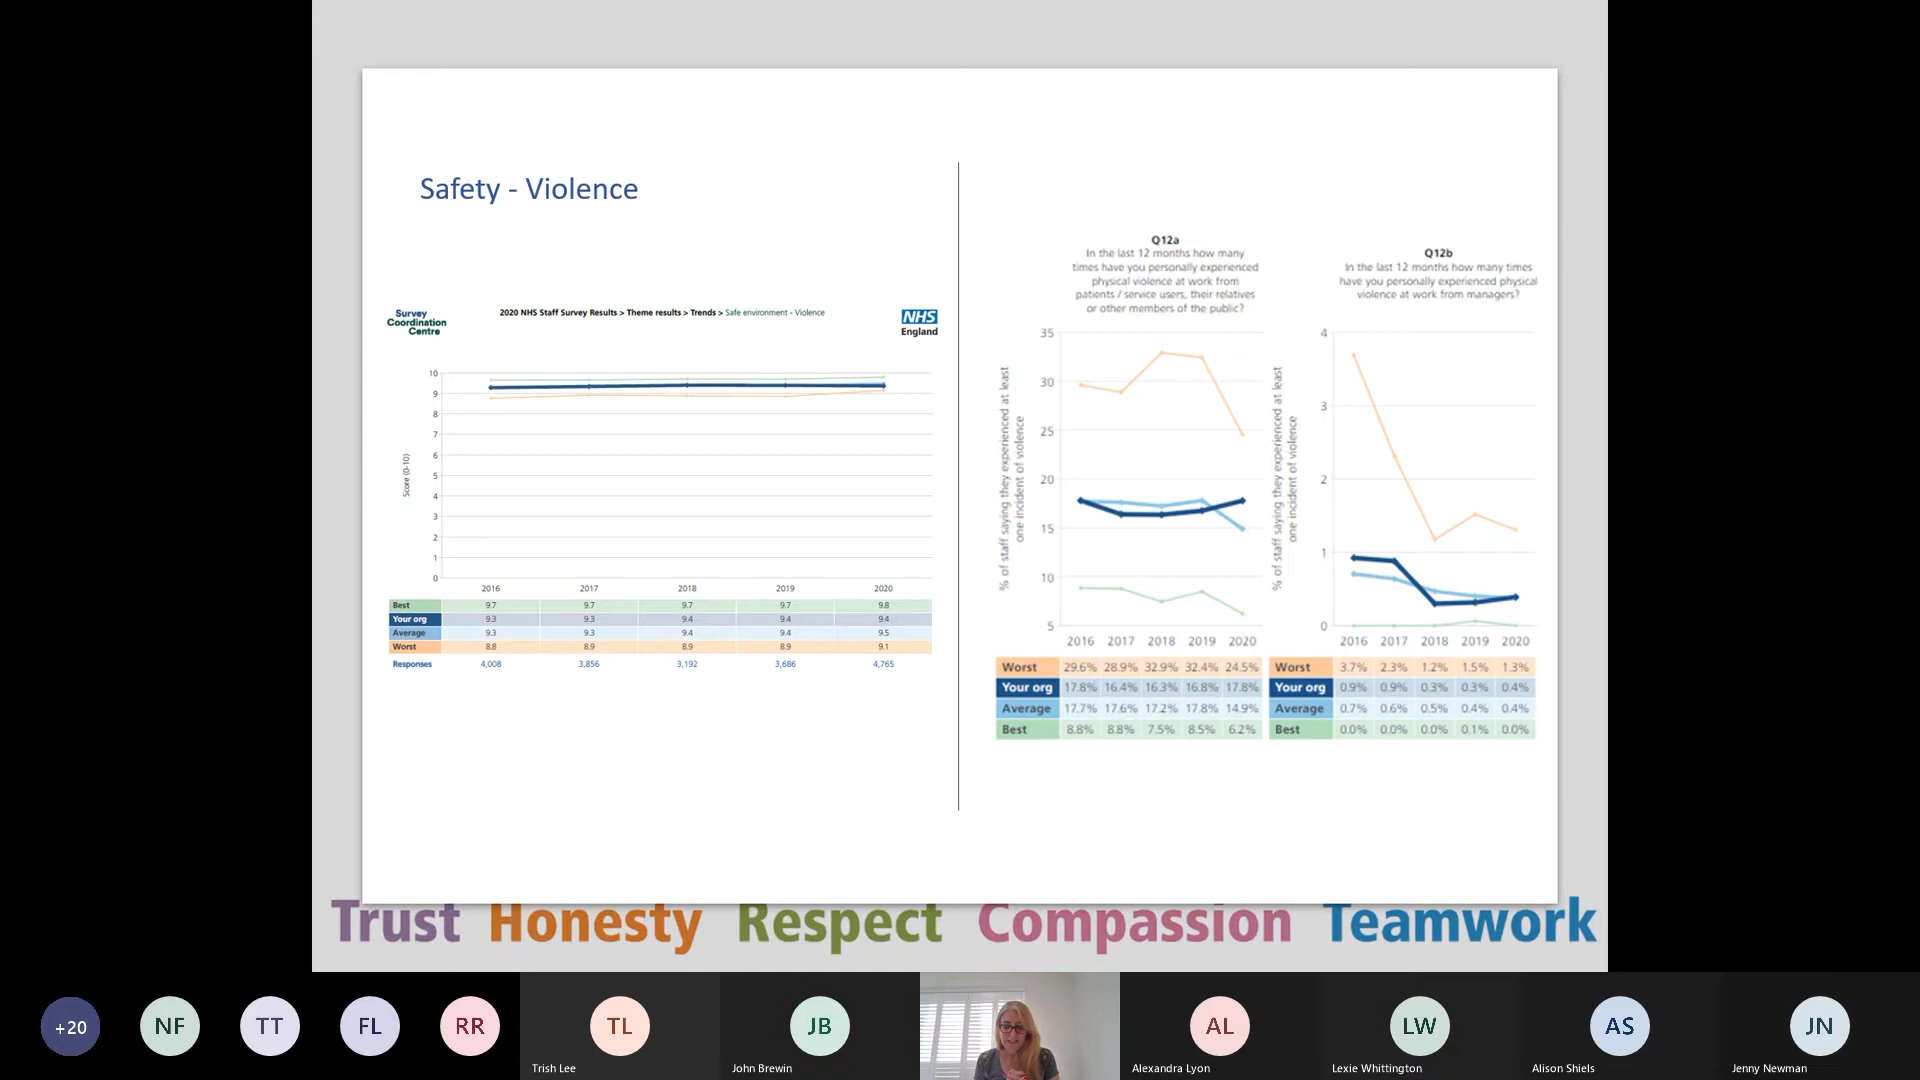 Safety - Violence
Survey
Coordination
Centre
2020 NHS Staff Survey Results > Theme results > Trends > Safe environment - Violence
NHS
England
Score (0-10)
10
9
8
7
6
5
4
3
2
1
0
2016 2017 2018 2019 2020
Best 9.7 9.7 9.7 9.7 9.8
Your org 9.3 9.3 9.4 9.4 9.4
Average 9.3 9.3 9.4 9.4 9.5
Worst 8.8 8.9 8.9 8.9 9.1
Responses 4,008 3,856 3,192 3,686 4,765
Q12a
In the last 12 months how many
times have you personally experienced
physical violence at work from
patients / service users, their relatives
or other members of the public?
% of staff saying they experienced at least
one incident of violence
35
30
25
20
15
10
5
2016 2017 2018 2019 2020
Worst 29.6% 28.9% 32.9% 32.4% 24.5%
Your org 17.8% 16.4% 16.3% 16.8% 17.8%
Average 17.7% 17.6% 17.2% 17.8% 14.9%
Best 8.8% 8.8% 7.5% 8.5% 6.2%
Q12b
In the last 12 months how many times
have you personally experienced physical
violence at work from managers?
% of staff saying they experienced at least
one incident of violence
4
3
2
1
0
2016 2017 2018 2019 2020
Worst 3.7% 2.3% 1.2% 1.5% 1.3%
Your org 0.9% 0.9% 0.3% 0.3% 0.4%
Average 0.7% 0.6% 0.5% 0.4% 0.4%
Best 0.0% 0.0% 0.0% 0.1% 0.0%
Trust Honesty Respect Compassion Teamwork
+20 NF TT FL RR TL JB AL LW AS JN
Trish Lee John Brewin Alexandra Lyon Lexie Whittington Alison Shiels Jenny Newman